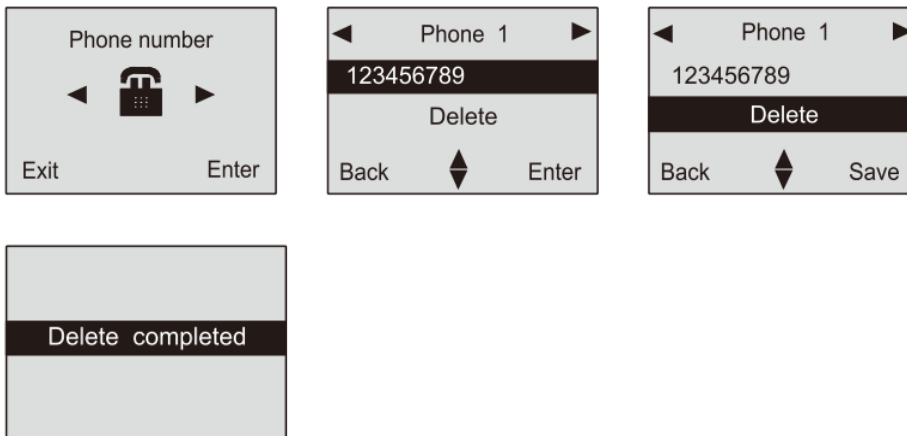 Phone number
Exit Enter
Phone 1
123456789
Delete
Back Enter
Phone 1
123456789
Delete
Back Save
Delete completed